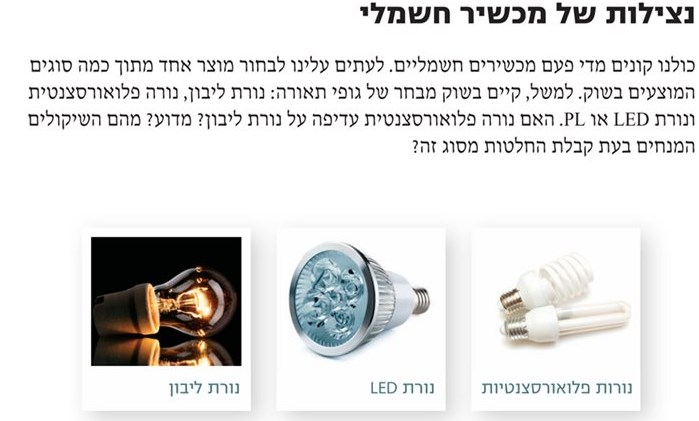 נצילות של מכשיר חשמלי
כולנו קונים מדי פעם מכשירים חשמליים. לעתים עלינו לבחור מוצר אחד מתוך כמה סוגים
המוצעים בשוק. למשל, קיים בשוק מבחר של גופי תאורה: נורת ליבון, נורה פלואורסצנטית
ונורת LED או PL. האם נורה פלואורסצנטית עדיפה על נורת ליבון? מדוע? מהם השיקולים
המנחים בעת קבלת החלטות מסוג זה?
נורות פלואורסצנטיות
נורת LED
נורת ליבון